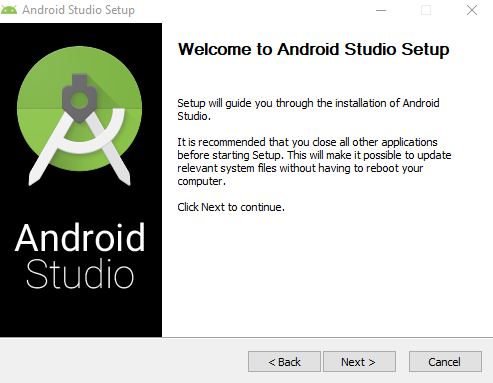 Android Studio Setup
Welcome to Android Studio Setup
Setup will guide you through the installation of Android
Studio.
It is recommended that you close all other applications
before starting Setup. This will make it possible to update
relevant system files without having to reboot your
computer.
Click Next to continue.
Android
Studio
< Back
Next >
Cancel